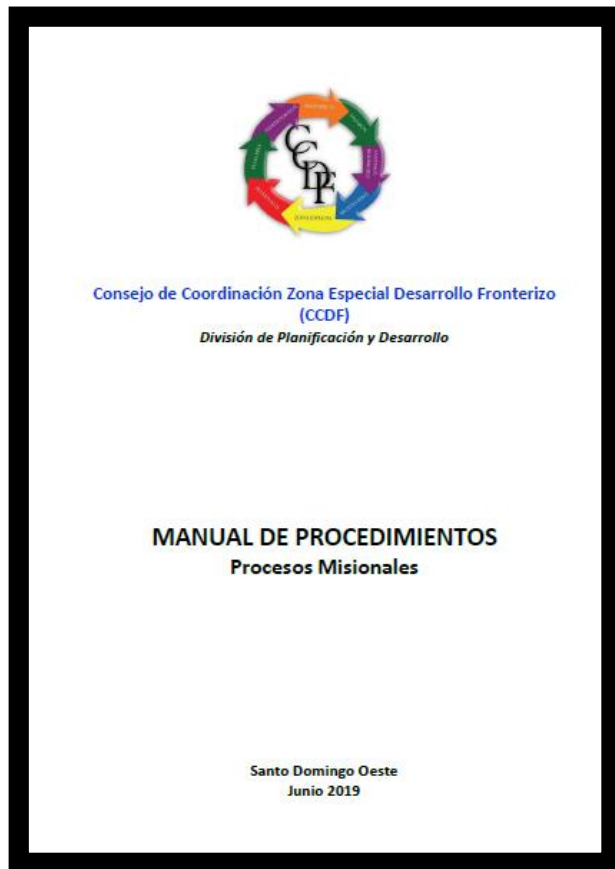 CCDF
Consejo de Coordinación Zona Especial Desarrollo Fronterizo
(CCDF)
División de Planificación y Desarrollo
MANUAL DE PROCEDIMIENTOS
Procesos Misionales
Santo Domingo Oeste
Junio 2019